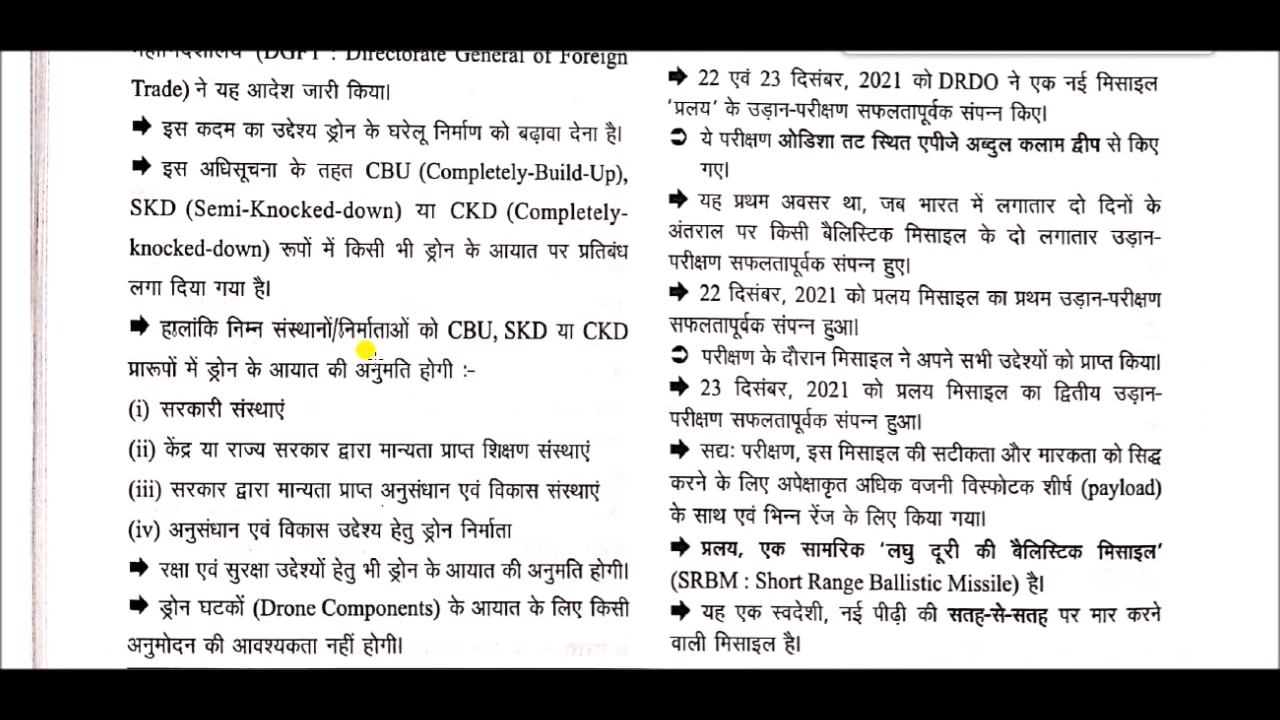 महानिदेशालय (DGFT : Directorate General of Foreign
Trade) ने यह आदेश जारी किया।
➡ इस कदम का उद्देश्य ड्रोन के घरेलू निर्माण को बढ़ावा देना है।
➡ इस अधिसूचना के तहत CBU (Completely-Build-Up),
SKD (Semi-Knocked-down) या CKD (Completely-
knocked-down) रूपों में किसी भी ड्रोन के आयात पर प्रतिबंध
लगा दिया गया है।
➡ हालांकि निम्न संस्थानों/निर्माताओं को CBU, SKD या CKD
प्रारूपों में ड्रोन के आयात की अनुमति होगी :-
(i) सरकारी संस्थाएं
(ii) केंद्र या राज्य सरकार द्वारा मान्यता प्राप्त शिक्षण संस्थाएं
(iii) सरकार द्वारा मान्यता प्राप्त अनुसंधान एवं विकास संस्थाएं
(iv) अनुसंधान एवं विकास उद्देश्य हेतु ड्रोन निर्माता
➡ रक्षा एवं सुरक्षा उद्देश्यों हेतु भी ड्रोन के आयात की अनुमति होगी।
➡ ड्रोन घटकों (Drone Components) के आयात के लिए किसी
अनुमोदन की आवश्यकता नहीं होगी।
➡ 22 एवं 23 दिसंबर, 2021 को DRDO ने एक नई मिसाइल
‘प्रलय’ के उड़ान-परीक्षण सफलतापूर्वक संपन्न किए।
➲ ये परीक्षण ओडिशा तट स्थित एपीजे अब्दुल कलाम द्वीप से किए
गए।
➡ यह प्रथम अवसर था, जब भारत में लगातार दो दिनों के
अंतराल पर किसी बैलिस्टिक मिसाइल के दो लगातार उड़ान-
परीक्षण सफलतापूर्वक संपन्न हुए।
➡ 22 दिसंबर, 2021 को प्रलय मिसाइल का प्रथम उड़ान-परीक्षण
सफलतापूर्वक संपन्न हुआ।
➲ परीक्षण के दौरान मिसाइल ने अपने सभी उद्देश्यों को प्राप्त किया।
➡ 23 दिसंबर, 2021 को प्रलय मिसाइल का द्वितीय उड़ान-
परीक्षण सफलतापूर्वक संपन्न हुआ।
➡ सद्यः परीक्षण, इस मिसाइल की सटीकता और मारकता को सिद्ध
करने के लिए अपेक्षाकृत अधिक वजनी विस्फोटक शीर्ष (payload)
के साथ एवं भिन्न रेंज के लिए किया गया।
➡ प्रलय, एक सामरिक ‘लघु दूरी की बैलिस्टिक मिसाइल’
(SRBM : Short Range Ballistic Missile) है।
➡ यह एक स्वदेशी, नई पीढ़ी की सतह-से-सतह पर मार करने
वाली मिसाइल है।